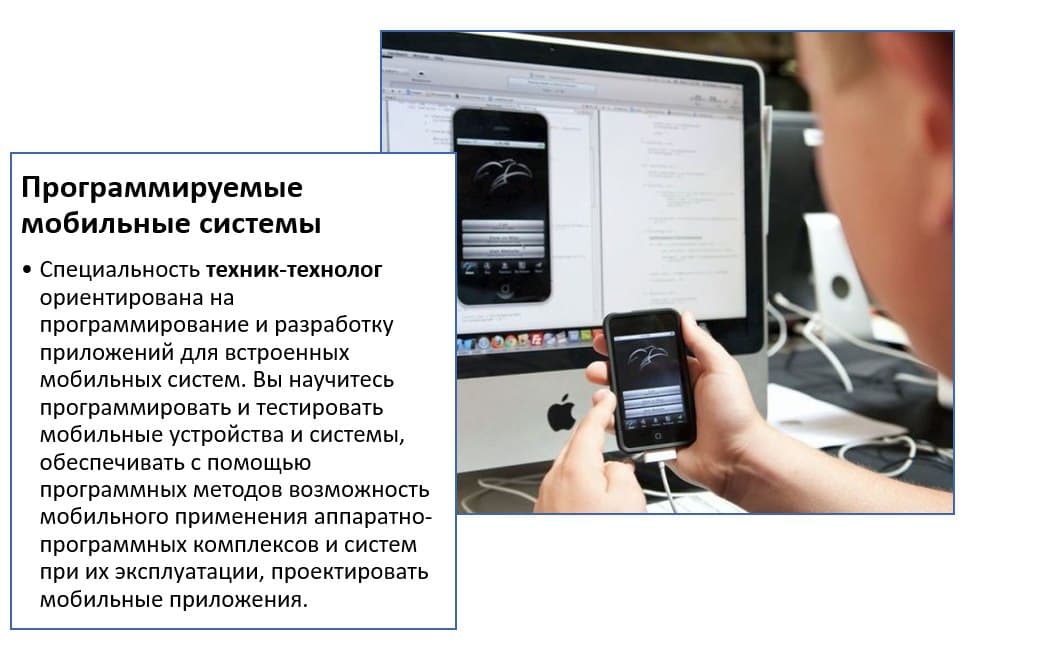 Программируемые
мобильные системы
• Специальность техник-технолог
ориентирована на
программирование и разработку
приложений для встроенных
мобильных систем. Вы научитесь
программировать и тестировать
мобильные устройства и системы,
обеспечивать с помощью
программных методов возможность
мобильного применения аппаратно-
программных комплексов и систем
при их эксплуатации, проектировать
мобильные приложения.